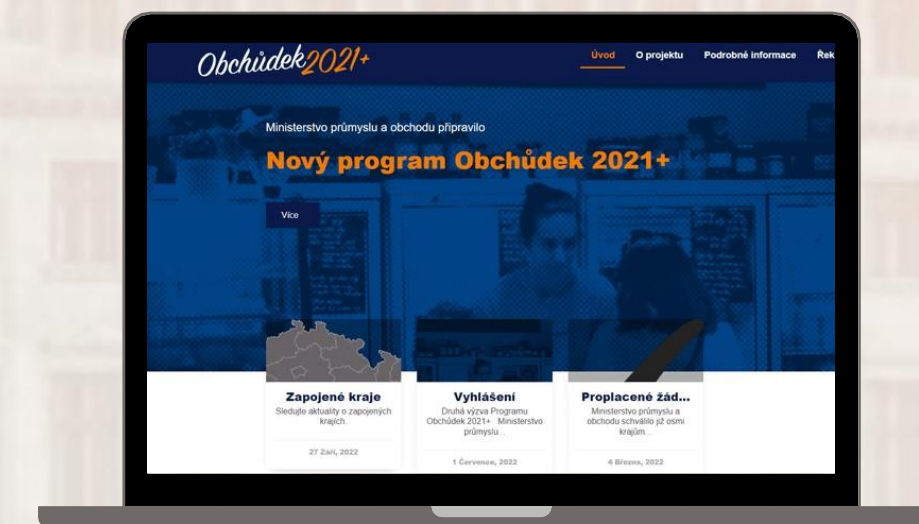 Obchůdek2021+
Úvod O projektu Podrobné informace Řek
Ministerstvo průmyslu a obchodu připravilo
Nový program Obchůdek 2021+
Více
Zapojené kraje
Sledujte aktuality o zapojených
krajích.
27 Září, 2022
Vyhlášení
Druhá výzva Programu
Obchůdek 2021+ Ministerstvo
průmyslu...
1 Července, 2022
Proplacené žád...
Ministerstvo průmyslu a
obchodu schválilo již osmi
krajům...
4 Března, 2022